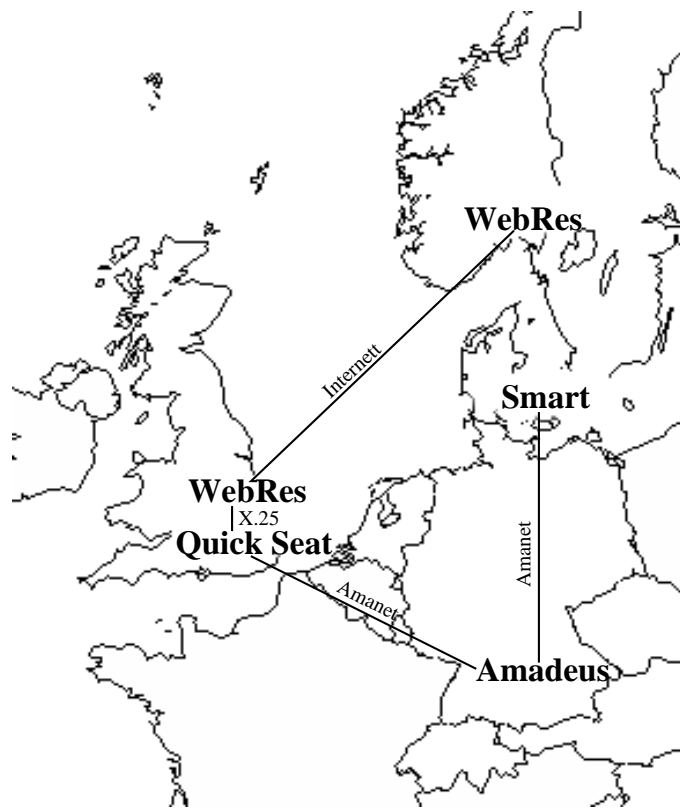 WebRes
Internett
Smart
WebRes
X.25
Quick Seat
Amanet
Amanet
Amadeus